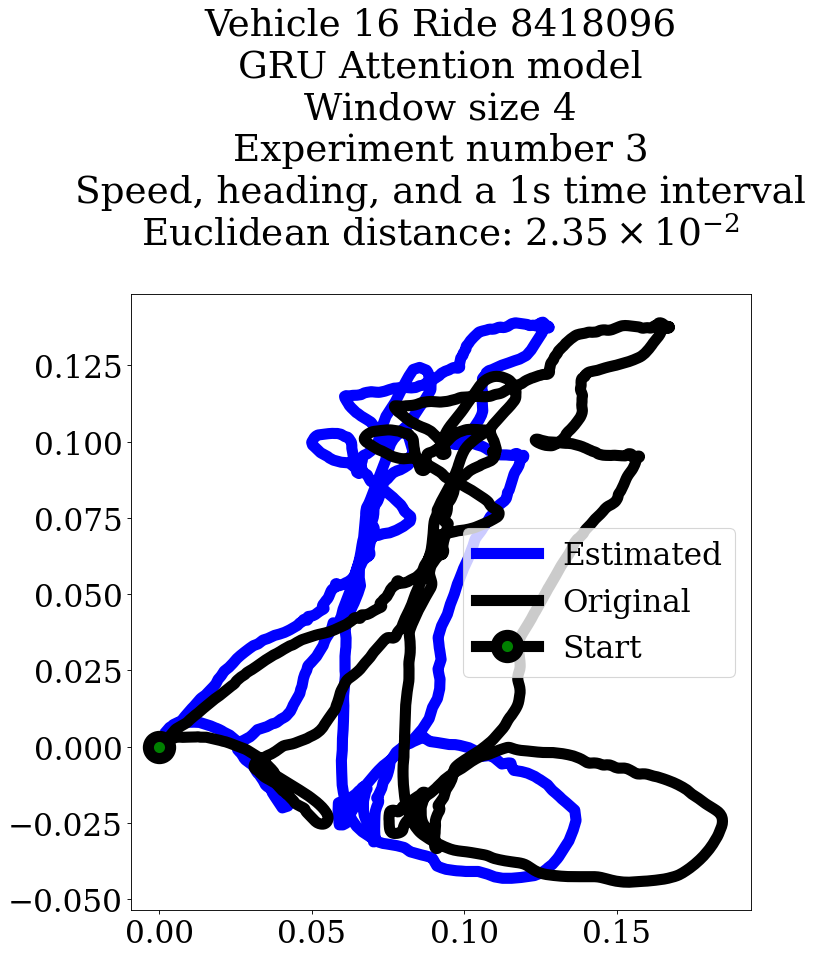 Vehicle 16 Ride 8418096
GRU Attention model
Window size 4
Experiment number 3
Speed, heading, and a 1s time interval
Euclidean distance: 2.35 × 10⁻²
0.125
0.100
0.075
0.050
0.025
0.000
−0.025
−0.050
Estimated
Original
Start
0.00 0.05 0.10 0.15